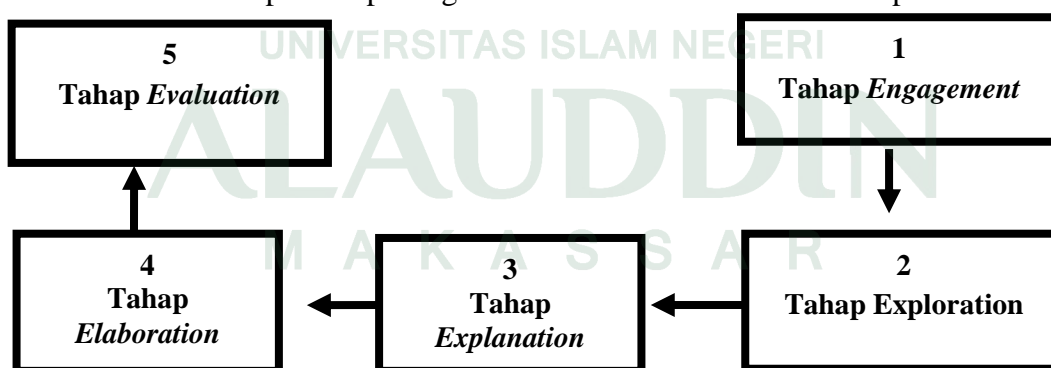 UNIVERSITAS ISLAM NEGERI
ALAUDDIN
MAKASSAR
1
Tahap Engagement
2
Tahap Exploration
3
Tahap
Explanation
4
Tahap
Elaboration
5
Tahap Evaluation